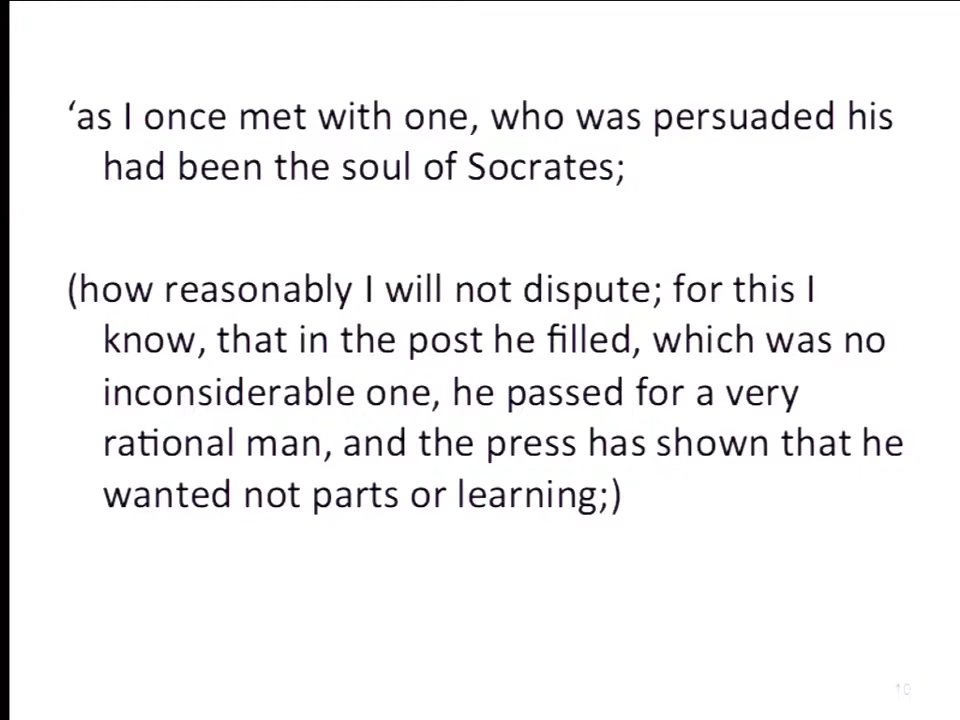 ‘as I once met with one, who was persuaded his
had been the soul of Socrates;
(how reasonably I will not dispute; for this I
know, that in the post he filled, which was no
inconsiderable one, he passed for a very
rational man, and the press has shown that he
wanted not parts or learning;)
10